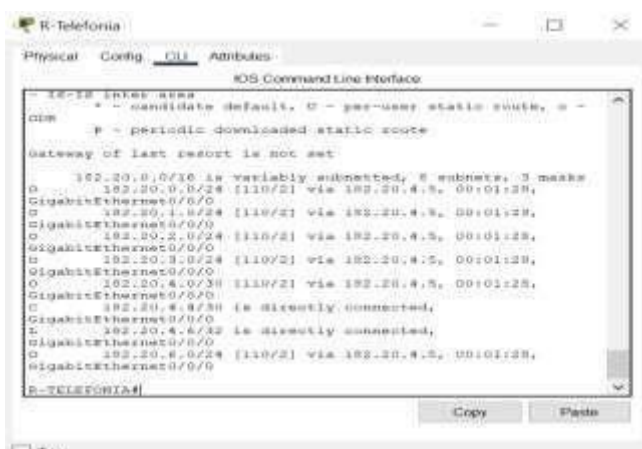 R-Telefonia
Physical Config CLI Attributes
IOS Command Line Interface
inter area
* - candidate default, U - per-user static route, o -
ODR
P - periodic downloaded static route
Gateway of last resort is not set
182.20.0.0/16 is variably subnetted, 8 subnets, 3 masks
O 182.20.0.0/24 [110/2] via 182.20.4.5, 00:01:28,
GigabitEthernet0/0/0
O 182.20.1.0/24 [110/2] via 182.20.4.5, 00:01:28,
GigabitEthernet0/0/0
O 182.20.2.0/24 [110/2] via 182.20.4.5, 00:01:28,
GigabitEthernet0/0/0
O 182.20.3.0/24 [110/2] via 182.20.4.5, 00:01:28,
GigabitEthernet0/0/0
O 182.20.4.0/30 [110/2] via 182.20.4.5, 00:01:28,
GigabitEthernet0/0/0
C 182.20.4.4/30 is directly connected,
GigabitEthernet0/0/0
L 182.20.4.6/32 is directly connected,
GigabitEthernet0/0/0
O 182.20.6.0/24 [110/2] via 182.20.4.5, 00:01:28,
GigabitEthernet0/0/0
R-TELEFONIA#
Copy Paste